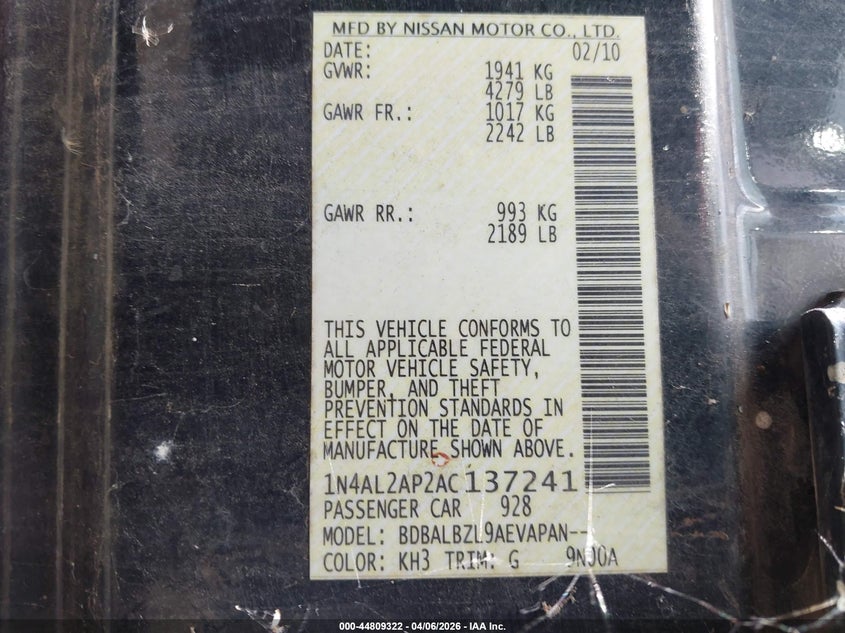 MFD BY NISSAN MOTOR CO., LTD.
DATE: 02/10
GVWR: 1941 KG
4279 LB
GAWR FR.: 1017 KG
2242 LB
GAWR RR.: 993 KG
2189 LB
THIS VEHICLE CONFORMS TO
ALL APPLICABLE FEDERAL
MOTOR VEHICLE SAFETY,
BUMPER, AND THEFT
PREVENTION STANDARDS IN
EFFECT ON THE DATE OF
MANUFACTURE SHOWN ABOVE.
1N4AL2AP2AC137241
PASSENGER CAR 928
MODEL: BDBALBZL9AEVAPAN--
COLOR: KH3 TRIM: G 9NJ0A
000-44809322 - 04/06/2026 - IAA Inc.